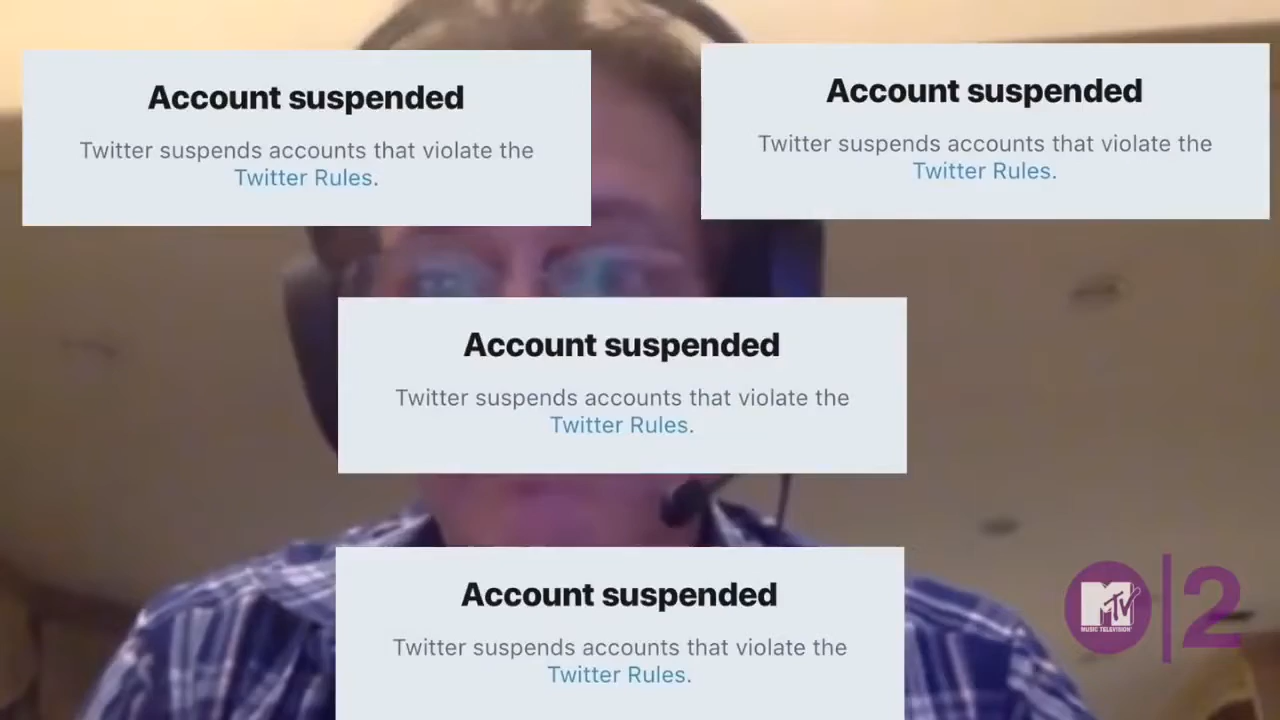 Account suspended
Twitter suspends accounts that violate the
Twitter Rules.
Account suspended
Twitter suspends accounts that violate the
Twitter Rules.
Account suspended
Twitter suspends accounts that violate the
Twitter Rules.
Account suspended
Twitter suspends accounts that violate the
Twitter Rules.
MTV
MUSIC TELEVISION
2